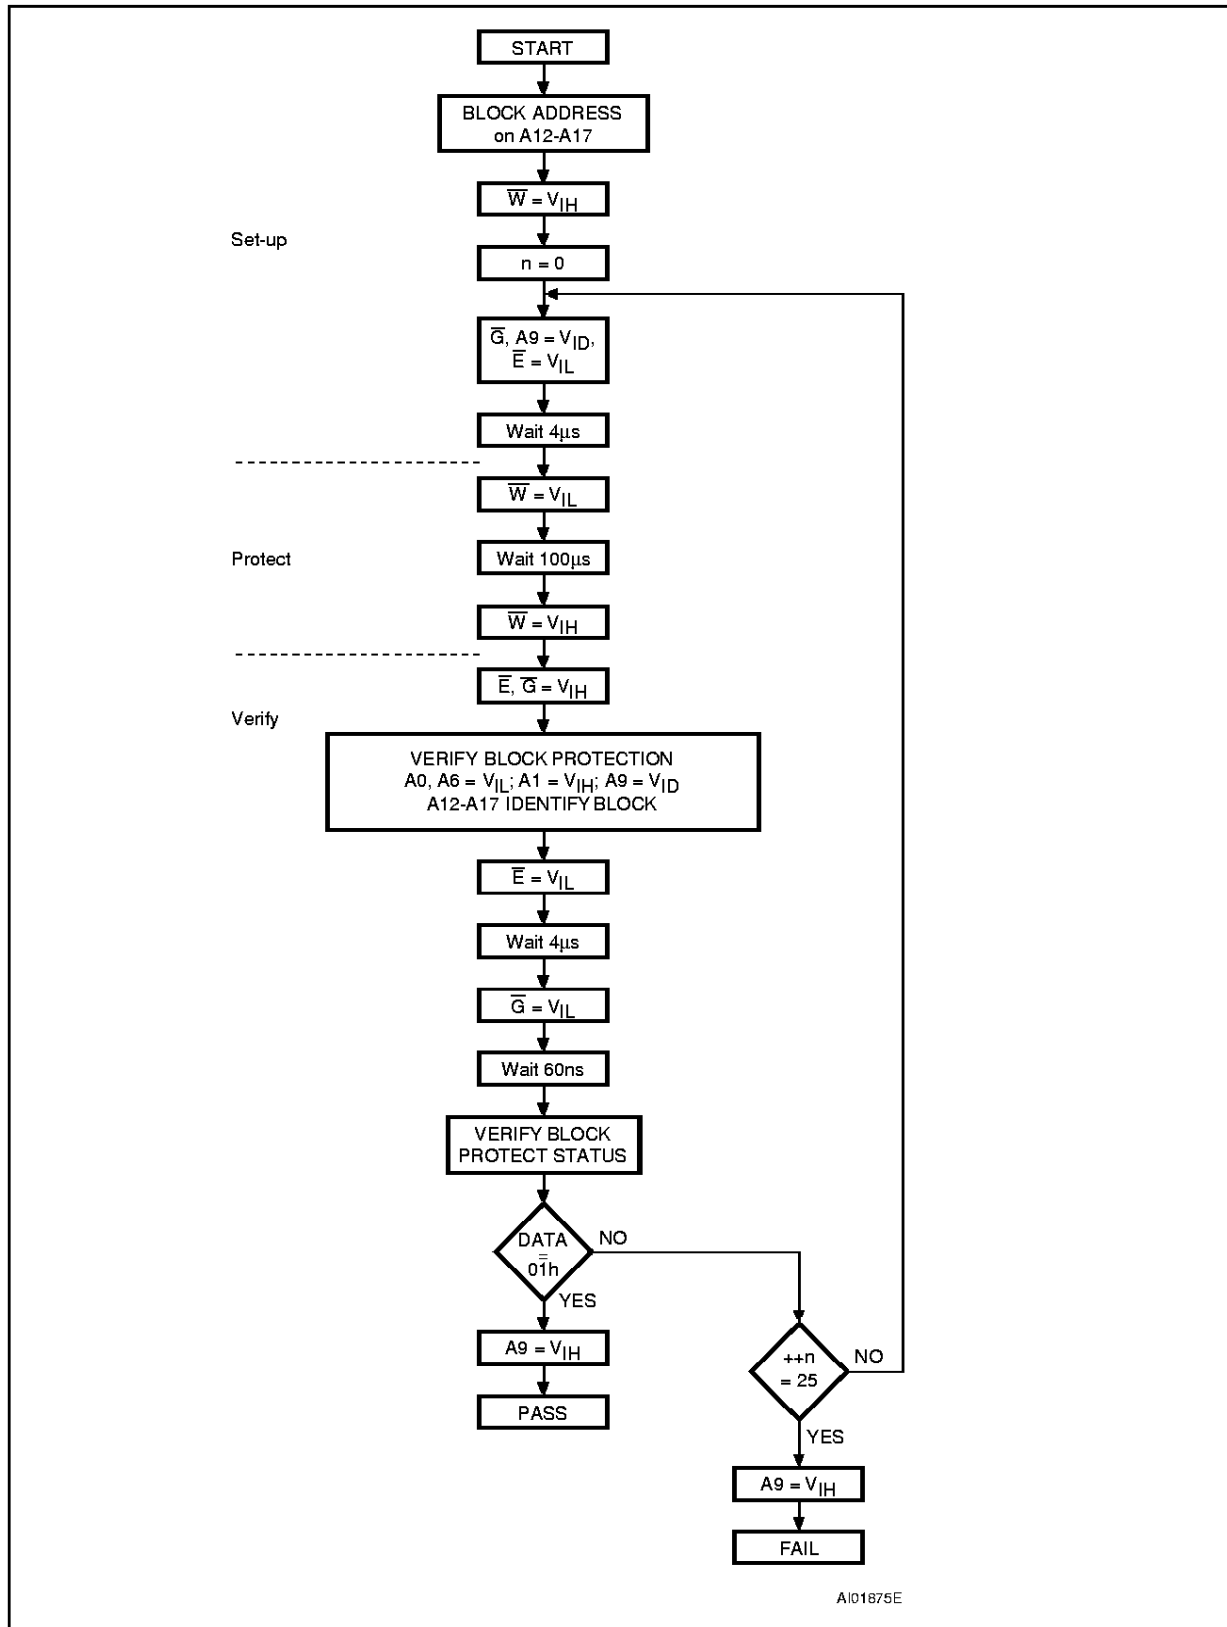 START
BLOCK ADDRESS
on A12-A17
W̅ = VIH
Set-up
n = 0
G̅, A9 = VID,
E̅ = VIL
Wait 4µs
W̅ = VIL
Protect
Wait 100µs
W̅ = VIH
E̅, G̅ = VIH
Verify
VERIFY BLOCK PROTECTION
A0, A6 = VIL; A1 = VIH; A9 = VID
A12-A17 IDENTIFY BLOCK
E̅ = VIL
Wait 4µs
G̅ = VIL
Wait 60ns
VERIFY BLOCK
PROTECT STATUS
DATA
=
01h
NO
YES
A9 = VIH
PASS
++n
= 25
NO
YES
A9 = VIH
FAIL
AI01875E